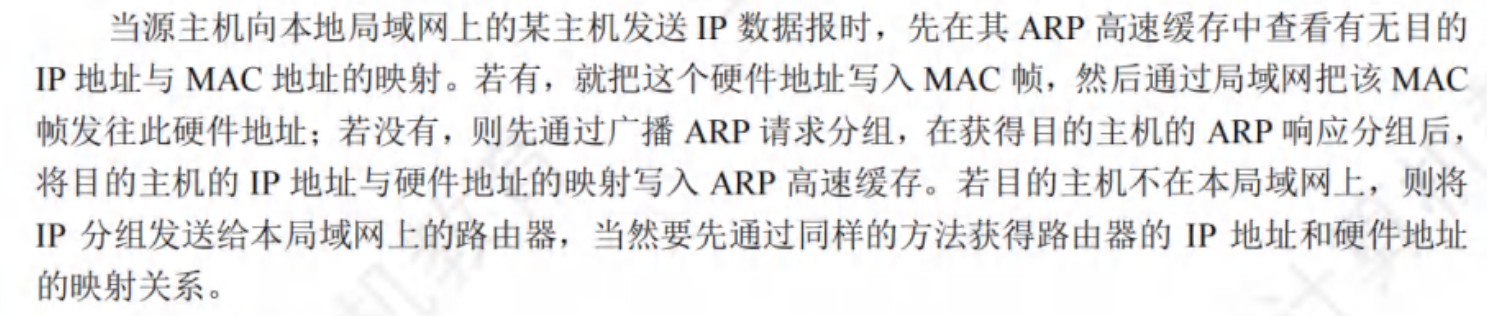 当源主机向本地局域网上的某主机发送 IP 数据报时，先在其 ARP 高速缓存中查看有无目的
IP 地址与 MAC 地址的映射。若有，就把这个硬件地址写入 MAC 帧，然后通过局域网把该 MAC
帧发往此硬件地址；若没有，则先通过广播 ARP 请求分组，在获得目的主机的 ARP 响应分组后，
将目的主机的 IP 地址与硬件地址的映射写入 ARP 高速缓存。若目的主机不在本局域网上，则将
IP 分组发送给本局域网上的路由器，当然要先通过同样的方法获得路由器的 IP 地址和硬件地址
的映射关系。